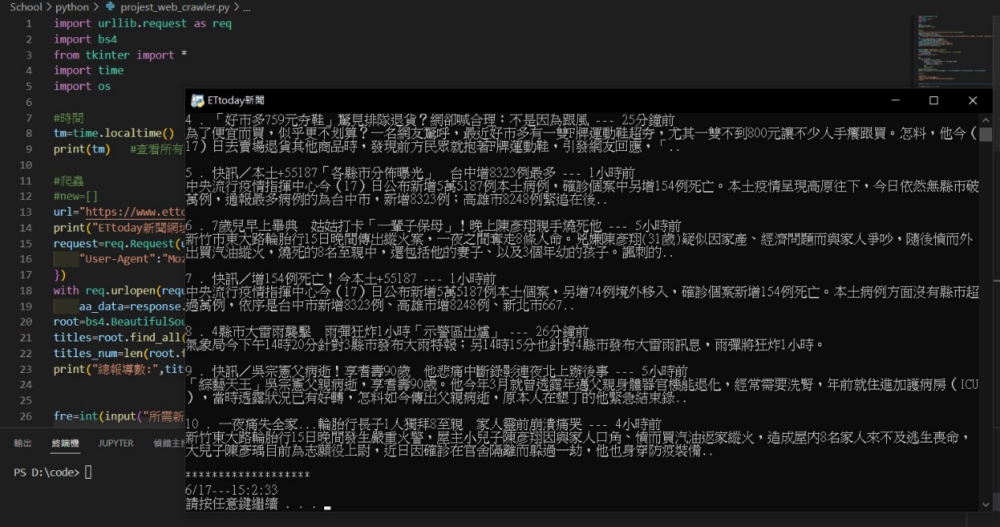 School > python > projest_web_crawler.py > ...
1 import urllib.request as req
2 import bs4
3 from tkinter import *
4 import time
5 import os
6
7 #時間
8 tm=time.localtime()
9 print(tm) #查看所有
10
11 #爬蟲
12 #new=[]
13 url="https://www.etto
14 print("ETtoday新聞網址
15 request=req.Request(u
16 "User-Agent":"Moz
17 })
18 with req.urlopen(requ
19 aa_data=response.
20 root=bs4.BeautifulSou
21 titles=root.find_all(
22 titles_num=len(root.f
23 print("總報導數:",tit
24
25
26 fre=int(input("所需新
輸出 終端機 JUPYTER 偵錯主控
PS D:\code>
ETtoday新聞
4 . 「好市多759元夯鞋」驚見排隊退貨？網卻喊合理：不是因為跟風 --- 25分鐘前
為了便宜而買，似乎更不划算？一名網友驚呼，最近好市多有一雙F牌運動鞋超夯，尤其一雙不到800元讓不少人手癢跟買。怎料，他今（
17）日去賣場退貨其他商品時，發現前方民眾就抱著F牌運動鞋，引發網友回應，「..
5 . 快訊／本土+55187「各縣市分佈曝光」　台中增8323例最多 --- 1小時前
中央流行疫情指揮中心今（17）日公布新增5萬5187例本土病例，確診個案中另增154例死亡。本土疫情呈現高原往下，今日依然無縣市破
萬例，通報最多病例的為台中市，新增8323例；高雄市8248例緊追在後..
6 . 7歲兒早上畢典　姑姑打卡「一輩子保母」！晚上陳彥翔親手燒死他 --- 5小時前
新竹市東大路輪胎行15日晚間傳出縱火案，一夜之間奪走8條人命。兇嫌陳彥翔(31歲)疑似因家產、經濟問題而與家人爭吵，隨後憤而外
出買汽油縱火，燒死的8名至親中，還包括他的妻子、以及3個年幼的孩子。諷刺的..
7 . 快訊／增154例死亡！今本土+55187 --- 1小時前
中央流行疫情指揮中心今（17）日公布新增5萬5187例本土個案，另增74例境外移入，確診個案新增154例死亡。本土病例方面沒有縣市超
過萬例，依序是台中市新增8323例、高雄市增8248例、新北市667..
8 . 4縣市大雷雨襲擊　雨彈狂炸1小時「示警區出爐」 --- 26分鐘前
氣象局今下午14時20分針對3縣市發布大雨特報；另14時15分也針對4縣市發布大雷雨訊息，雨彈將狂炸1小時。
9 . 快訊／吳宗憲父病逝！享耆壽90歲　他悲痛中斷錄影連夜北上辦後事 --- 5小時前
「綜藝天王」吳宗憲父親病逝，享耆壽90歲。他今年3月就曾透露年邁父親身體器官機能退化，經常需要洗腎，年前就住進加護病房（ICU
），當時透露狀況已有好轉，怎料如今傳出父親病逝，原本人在墾丁的他緊急結束錄..
10 . 一夜痛失全家...輪胎行長子1人獨拜8至親　家人靈前崩潰痛哭 --- 4小時前
新竹市東大路輪胎行15日晚間發生嚴重火警，屋主小兒子陳彥翔因與家人口角、憤而買汽油返家縱火，造成屋內8名家人來不及逃生喪命，
大兒子陳彥瑀目前為志願役上尉，近日因確診在官舍隔離而躲過一劫，他也身穿防疫裝備..
*******************
6/17---15:2:33
請按任意鍵繼續 . . .